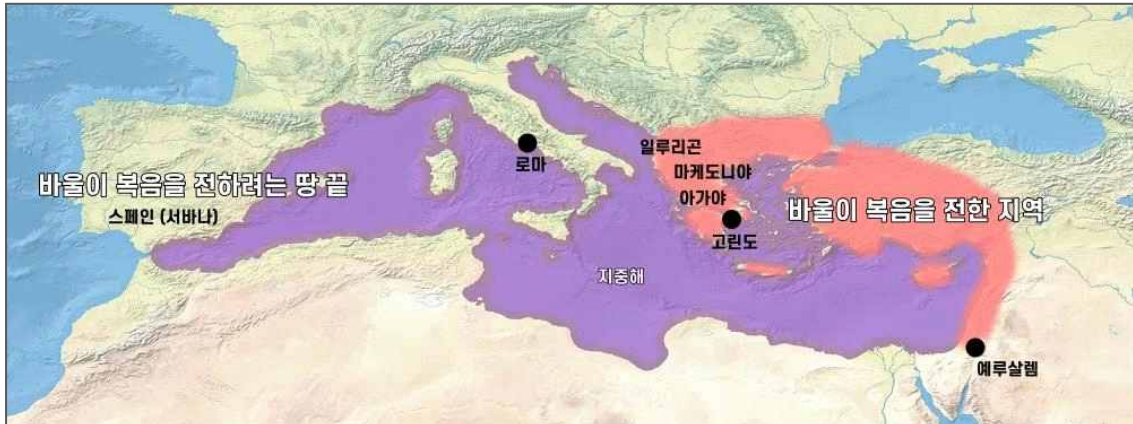 일루리곤
로마
마케도니야
바울이 복음을 전하려는 땅 끝
스페인 (서바나)
아가야
바울이 복음을 전한 지역
고린도
지중해
예루살렘